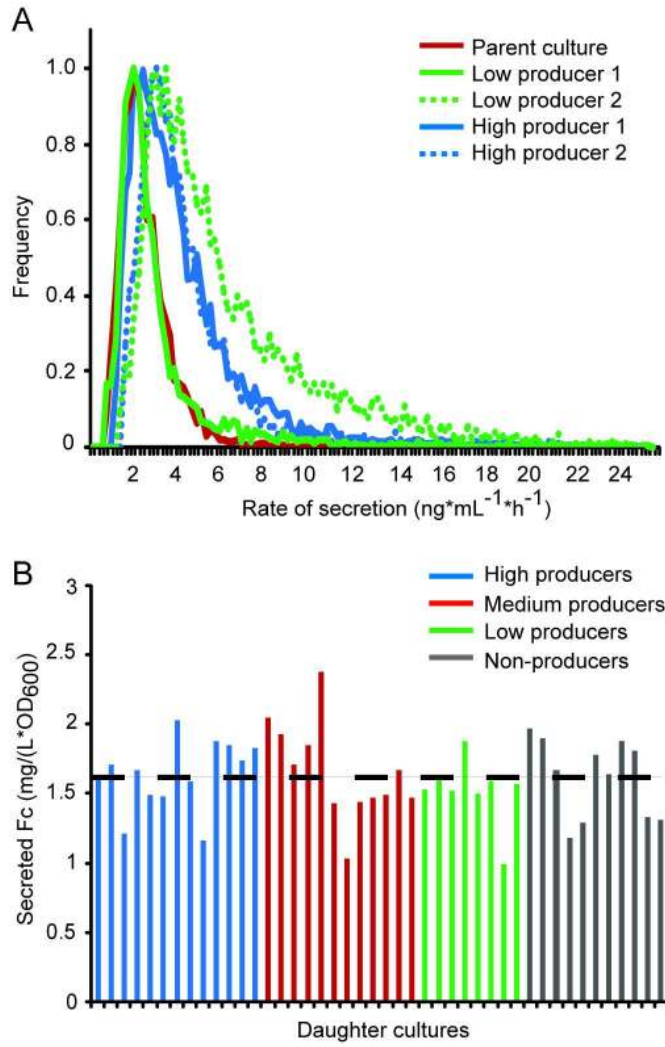 A
Parent culture
Low producer 1
Low producer 2
High producer 1
High producer 2
1.0
0.8
0.6
0.4
0.2
0
Frequency
2 4 6 8 10 12 14 16 18 20 22 24
Rate of secretion (ng*mL⁻¹*h⁻¹)
B
High producers
Medium producers
Low producers
Non-producers
3
2.5
2
1.5
1
0.5
0
Secreted Fc (mg/(L*OD₆₀₀)
Daughter cultures